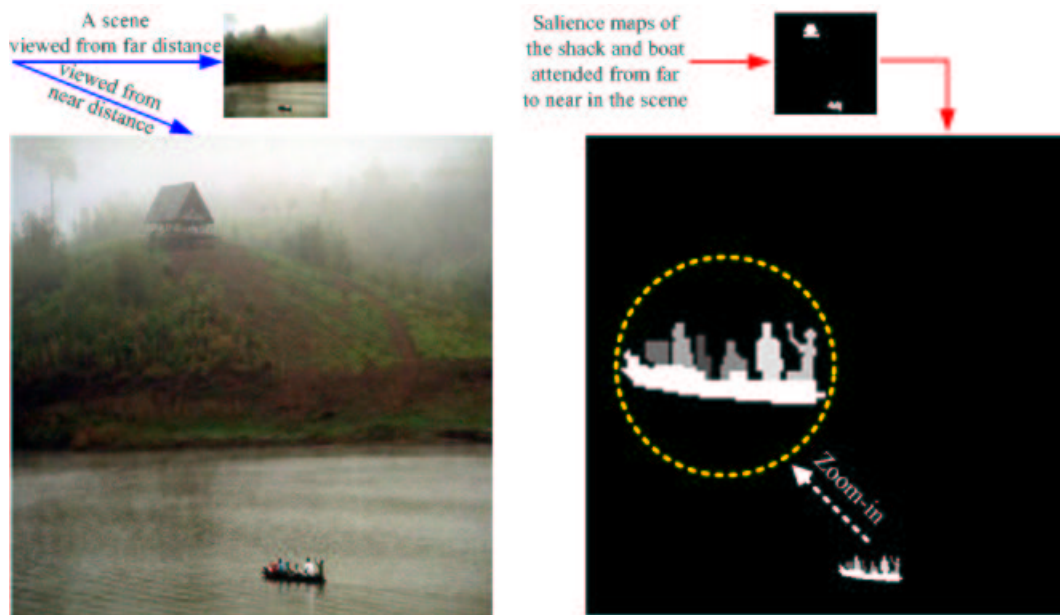 A scene
viewed from far distance
viewed from
near distance
Salience maps of
the shack and boat
attended from far
to near in the scene
Zoom-in